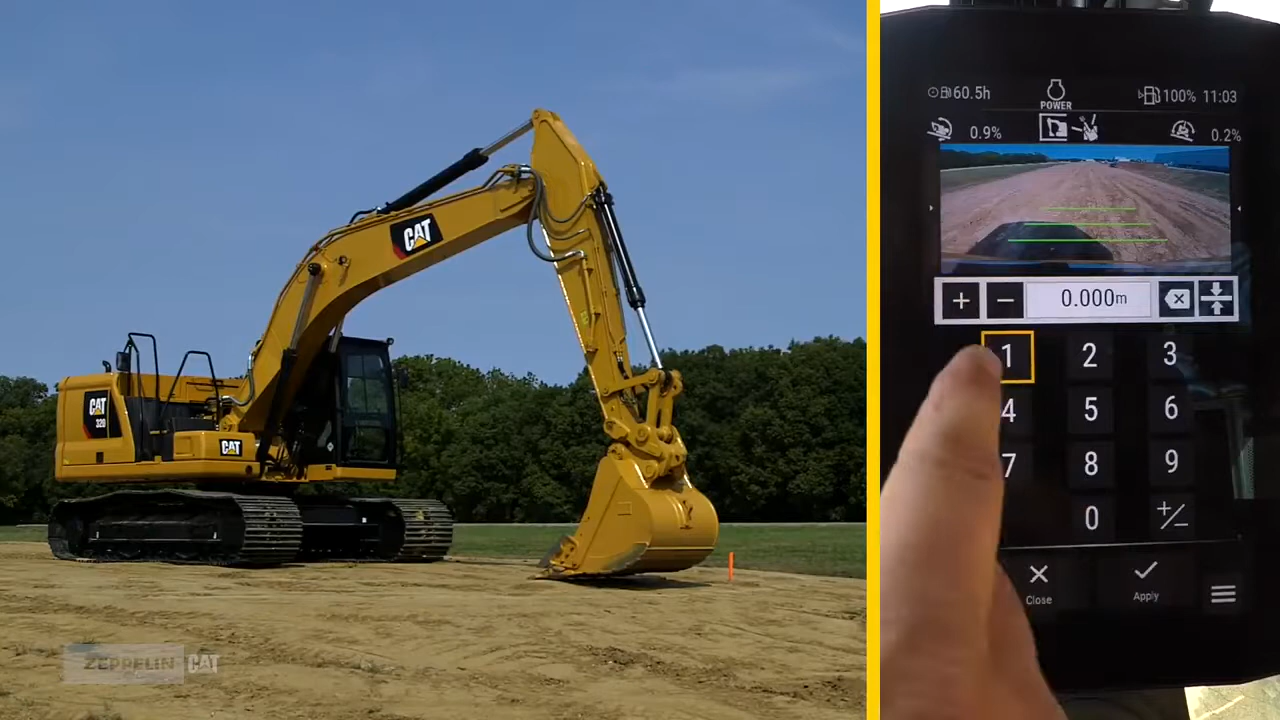 CAT
CAT
320
CAT
ZEPPELIN CAT
60.5h
POWER
100% 11:03
0.9%
0.2%
+ − 0.000m
1 2 3
4 5 6
7 8 9
0 +/−
Close
Apply